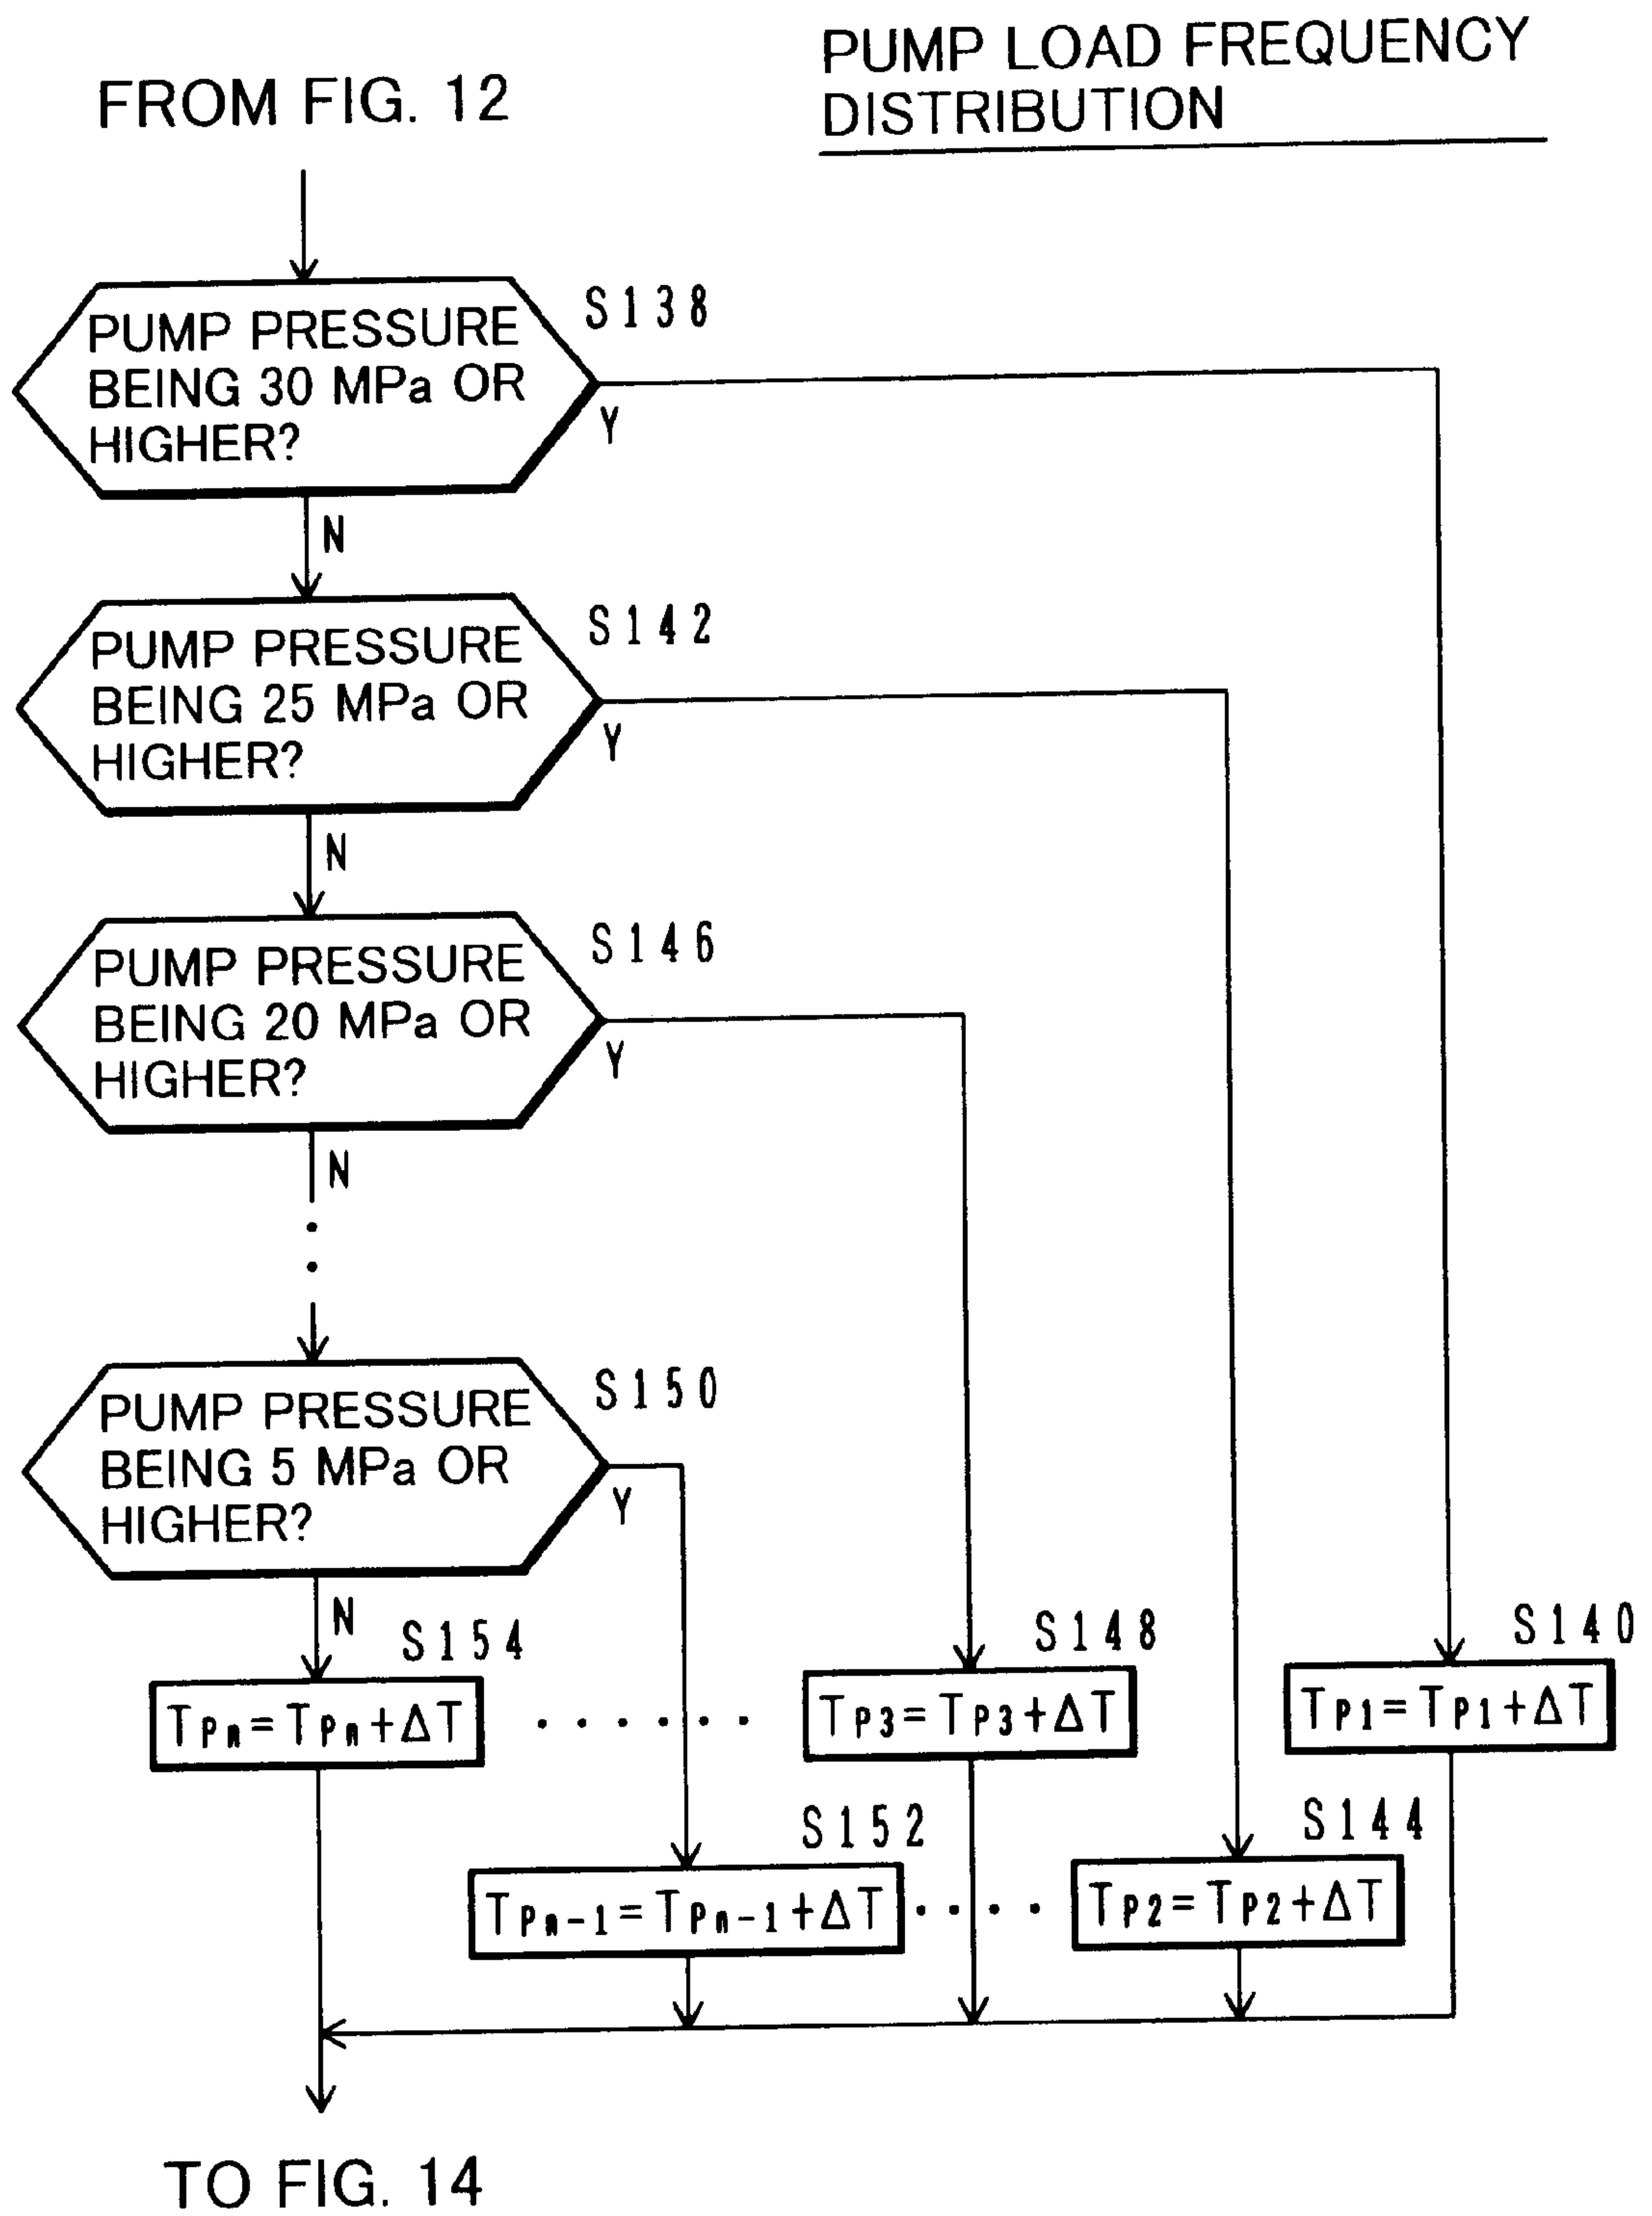 PUMP LOAD FREQUENCY
DISTRIBUTION
FROM FIG. 12
S138
PUMP PRESSURE
BEING 30 MPa OR
HIGHER?
Y
N
S142
PUMP PRESSURE
BEING 25 MPa OR
HIGHER?
Y
N
S146
PUMP PRESSURE
BEING 20 MPa OR
HIGHER?
Y
N
S150
PUMP PRESSURE
BEING 5 MPa OR
HIGHER?
Y
N
S154
S148
S140
TPn=TPn+ΔT
TP3=TP3+ΔT
TP1=TP1+ΔT
S152
S144
TPn-1=TPn-1+ΔT
TP2=TP2+ΔT
TO FIG. 14